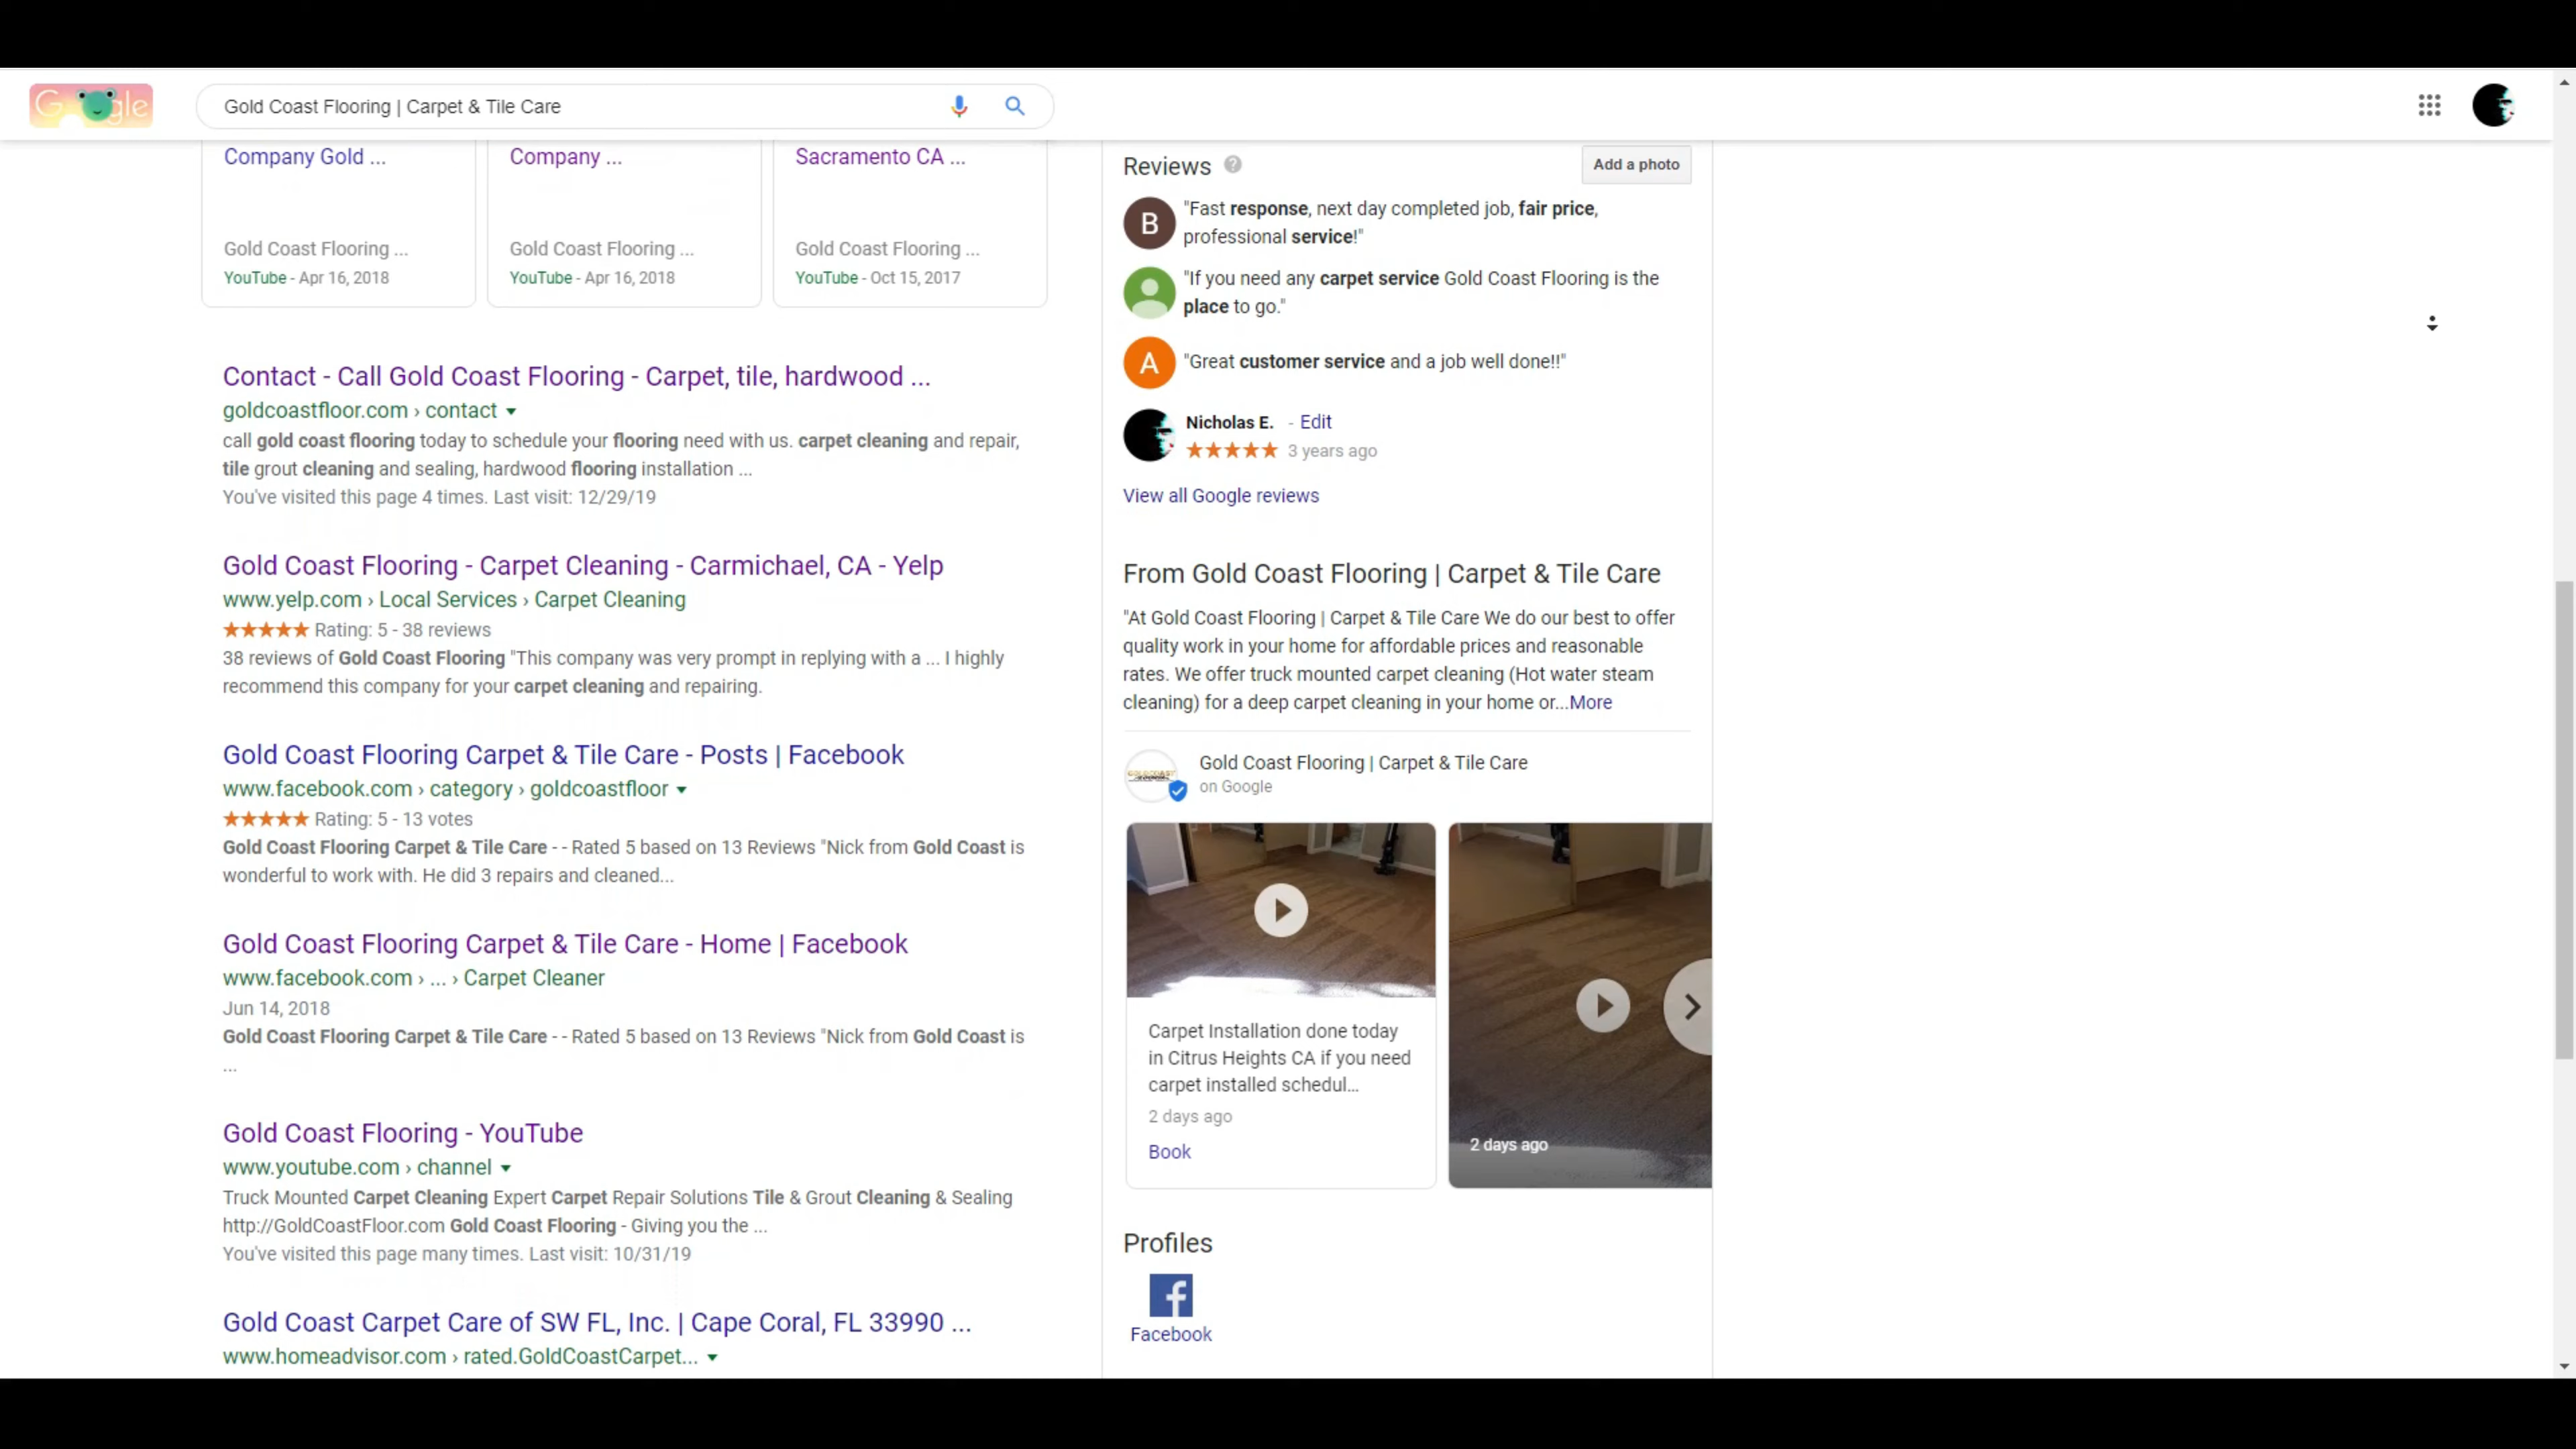 Google
Gold Coast Flooring | Carpet & Tile Care
Company Gold ...
Gold Coast Flooring ...
YouTube - Apr 16, 2018
Company ...
Gold Coast Flooring ...
YouTube - Apr 16, 2018
Sacramento CA ...
Gold Coast Flooring ...
YouTube - Oct 15, 2017
Contact - Call Gold Coast Flooring - Carpet, tile, hardwood ...
goldcoastfloor.com › contact
call gold coast flooring today to schedule your flooring need with us. carpet cleaning and repair,
tile grout cleaning and sealing, hardwood flooring installation ...
You've visited this page 4 times. Last visit: 12/29/19
Gold Coast Flooring - Carpet Cleaning - Carmichael, CA - Yelp
www.yelp.com › Local Services › Carpet Cleaning
Rating: 5 - 38 reviews
38 reviews of Gold Coast Flooring "This company was very prompt in replying with a ... I highly
recommend this company for your carpet cleaning and repairing.
Gold Coast Flooring Carpet & Tile Care - Posts | Facebook
www.facebook.com › category › goldcoastfloor
Rating: 5 - 13 votes
Gold Coast Flooring Carpet & Tile Care - - Rated 5 based on 13 Reviews "Nick from Gold Coast is
wonderful to work with. He did 3 repairs and cleaned...
Gold Coast Flooring Carpet & Tile Care - Home | Facebook
www.facebook.com › ... › Carpet Cleaner
Jun 14, 2018
Gold Coast Flooring Carpet & Tile Care - - Rated 5 based on 13 Reviews "Nick from Gold Coast is
...
Gold Coast Flooring - YouTube
www.youtube.com › channel
Truck Mounted Carpet Cleaning Expert Carpet Repair Solutions Tile & Grout Cleaning & Sealing
http://GoldCoastFloor.com Gold Coast Flooring - Giving you the ...
You've visited this page many times. Last visit: 10/31/19
Gold Coast Carpet Care of SW FL, Inc. | Cape Coral, FL 33990 ...
www.homeadvisor.com › rated.GoldCoastCarpet...
Reviews ?
Add a photo
B
"Fast response, next day completed job, fair price,
professional service!"
"If you need any carpet service Gold Coast Flooring is the
place to go."
A
"Great customer service and a job well done!!"
Nicholas E. - Edit
3 years ago
View all Google reviews
From Gold Coast Flooring | Carpet & Tile Care
"At Gold Coast Flooring | Carpet & Tile Care We do our best to offer
quality work in your home for affordable prices and reasonable
rates. We offer truck mounted carpet cleaning (Hot water steam
cleaning) for a deep carpet cleaning in your home or...More
GOLD COAST
Gold Coast Flooring | Carpet & Tile Care
on Google
Carpet Installation done today
in Citrus Heights CA if you need
carpet installed schedul...
2 days ago
Book
2 days ago
Profiles
f
Facebook